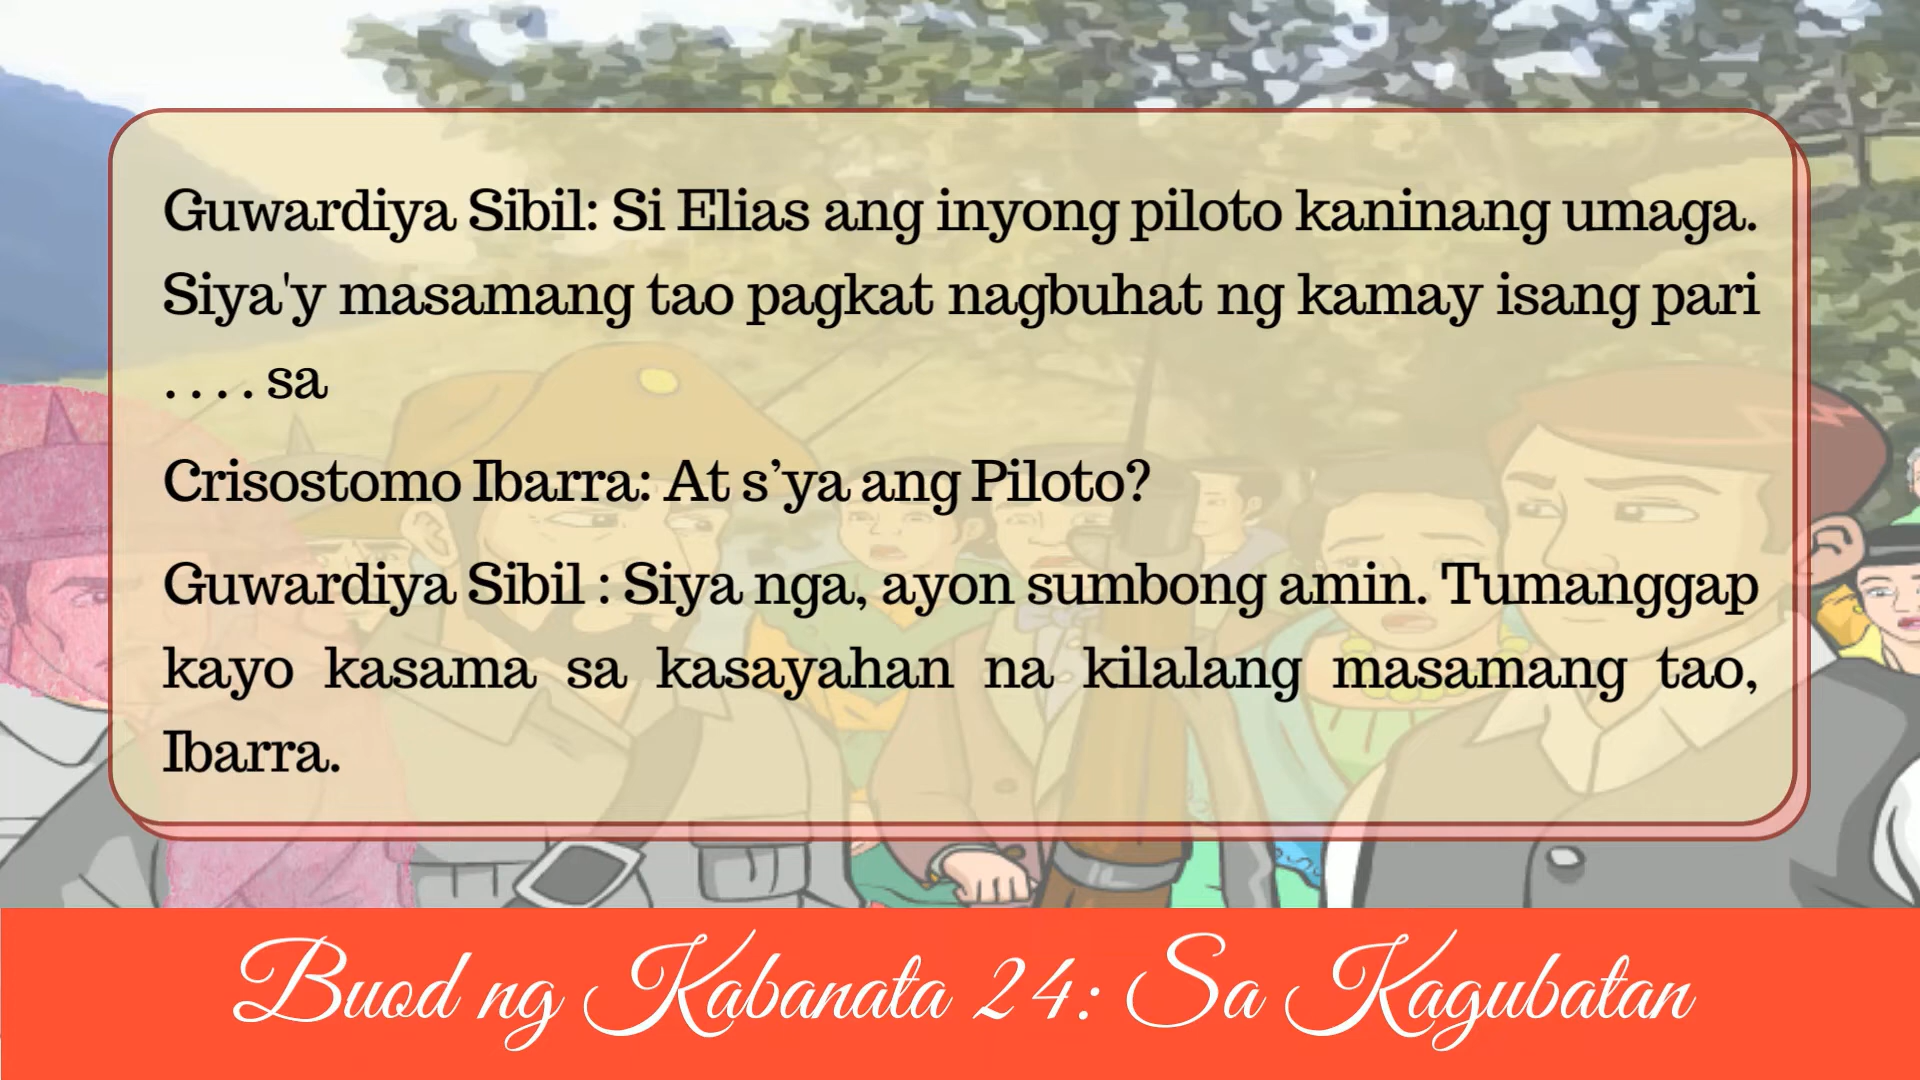 Guwardiya Sibil: Si Elias ang inyong piloto kaninang umaga.
Siya'y masamang tao pagkat nagbuhat ng kamay isang pari
. . . . sa
Crisostomo Ibarra: At s’ya ang Piloto?
Guwardiya Sibil : Siya nga, ayon sumbong amin. Tumanggap
kayo kasama sa kasayahan na kilalang masamang tao,
Ibarra.
Buod ng Kabanata 24: Sa Kagubatan